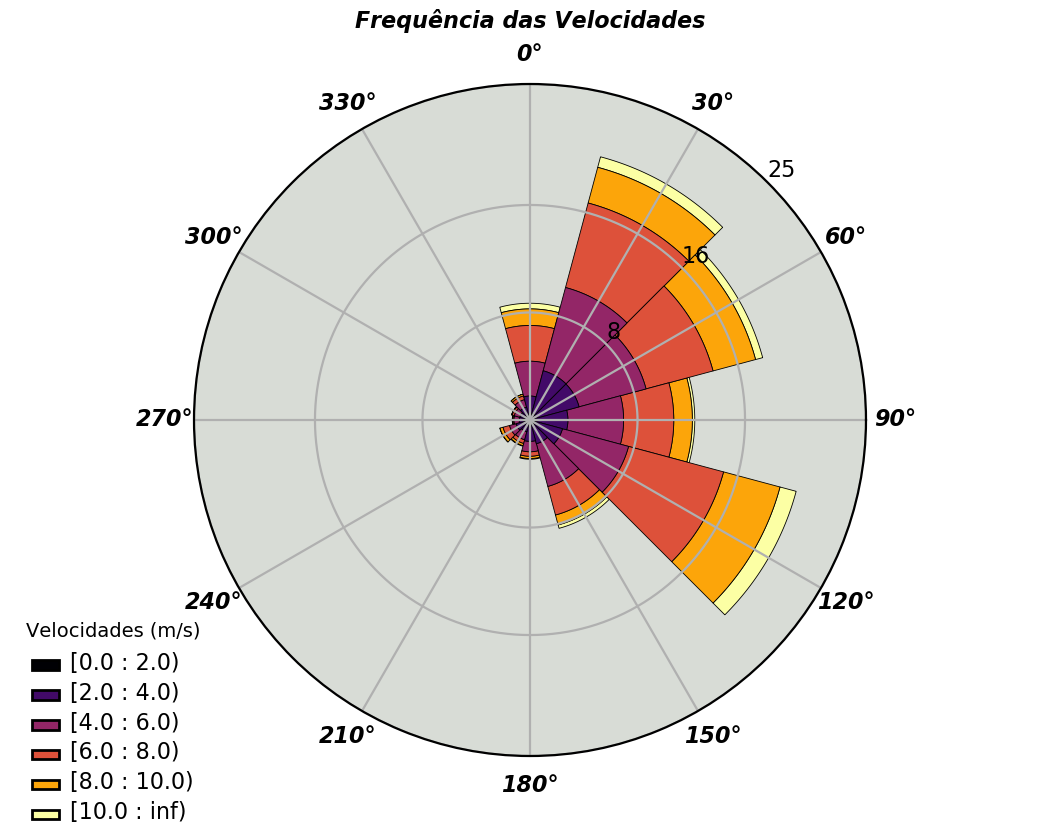 Frequência das Velocidades
0°
330°
30°
25
300°
60°
16
8
270°
90°
240°
120°
210°
150°
180°
Velocidades (m/s)
[0.0 : 2.0)
[2.0 : 4.0)
[4.0 : 6.0)
[6.0 : 8.0)
[8.0 : 10.0)
[10.0 : inf)